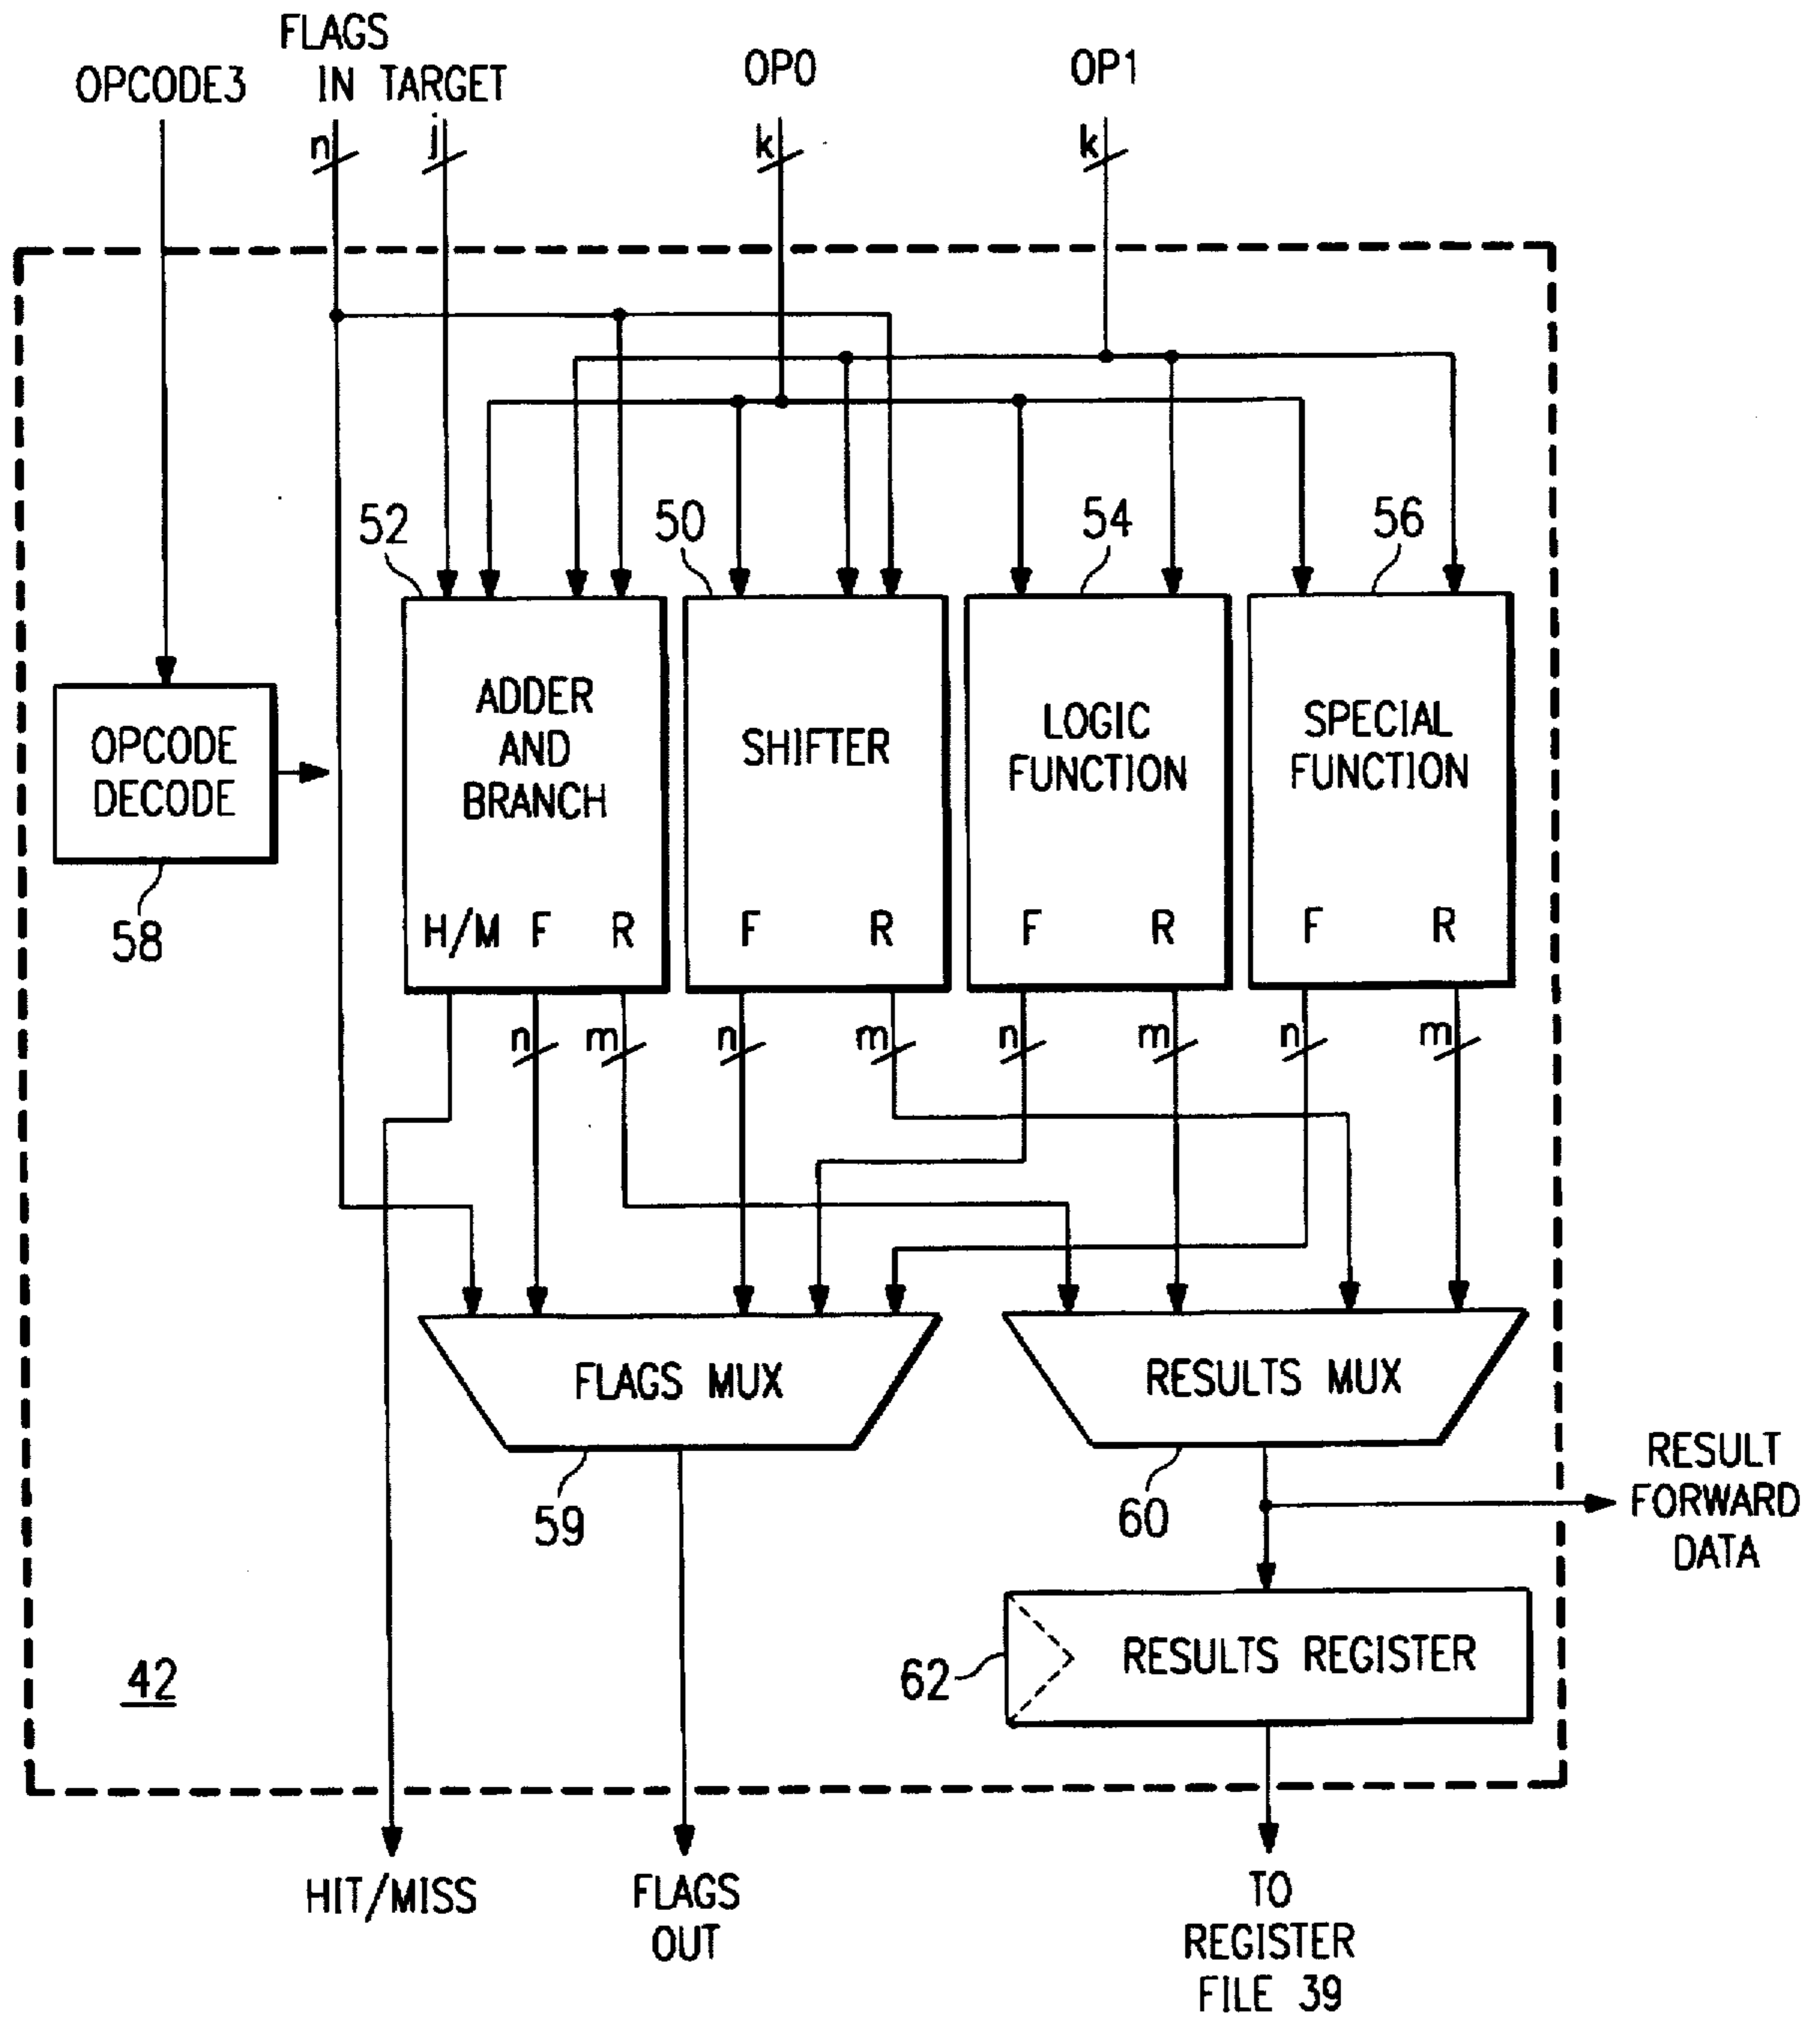 FLAGS
OPCODE3 IN TARGET OP0 OP1
n j k k
52 50 54 56
ADDER
AND
BRANCH
SHIFTER
LOGIC
FUNCTION
SPECIAL
FUNCTION
OPCODE
DECODE
58
H/M F R F R F R F R
n m n m n m n m
FLAGS MUX
RESULTS MUX
59
60
RESULT
FORWARD
DATA
62
RESULTS REGISTER
42
HIT/MISS
FLAGS
OUT
TO
REGISTER
FILE 39